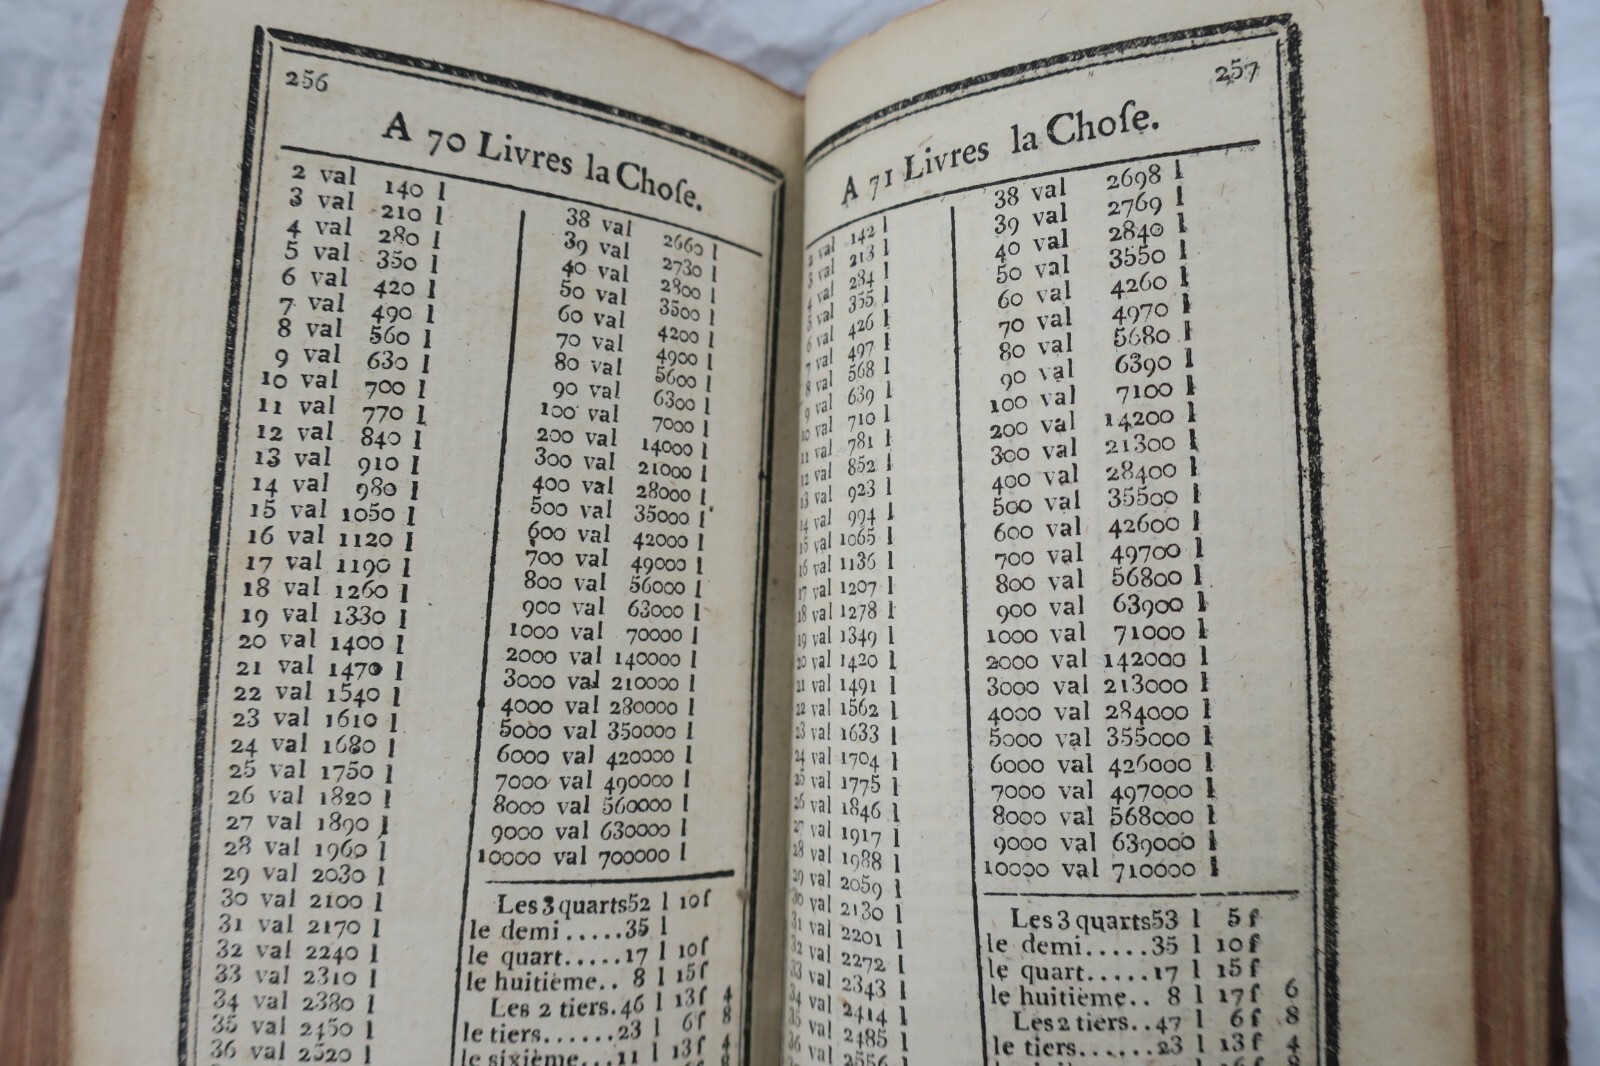 256
A 70 Livres la Choſe.
2 val 140 l
3 val 210 l
4 val 280 l
5 val 350 l
6 val 420 l
7 val 490 l
8 val 560 l
9 val 630 l
10 val 700 l
11 val 770 l
12 val 840 l
13 val 910 l
14 val 980 l
15 val 1050 l
16 val 1120 l
17 val 1190 l
18 val 1260 l
19 val 1330 l
20 val 1400 l
21 val 1470 l
22 val 1540 l
23 val 1610 l
24 val 1680 l
25 val 1750 l
26 val 1820 l
27 val 1890 l
28 val 1960 l
29 val 2030 l
30 val 2100 l
31 val 2170 l
32 val 2240 l
33 val 2310 l
34 val 2380 l
35 val 2450 l
36 val 2520 l
38 val 2660 l
39 val 2730 l
40 val 2800 l
50 val 3500 l
60 val 4200 l
70 val 4900 l
80 val 5600 l
90 val 6300 l
100 val 7000 l
200 val 14000 l
300 val 21000 l
400 val 28000 l
500 val 35000 l
600 val 42000 l
700 val 49000 l
800 val 56000 l
900 val 63000 l
1000 val 70000 l
2000 val 140000 l
3000 val 210000 l
4000 val 280000 l
5000 val 350000 l
6000 val 420000 l
7000 val 490000 l
8000 val 560000 l
9000 val 630000 l
10000 val 700000 l
Les 3 quarts 52 l 10 ſ
le demi.....35 l
le quart.....17 l 10 ſ
le huitième.. 8 l 15 ſ
Les 2 tiers.46 l 13 ſ 4
le tiers......23 l 6 ſ 8
le sixième...11 l 13 ſ 4
257
A 71 Livres la Choſe.
2 val 142 l
3 val 213 l
4 val 284 l
5 val 355 l
6 val 426 l
7 val 497 l
8 val 568 l
9 val 639 l
10 val 710 l
11 val 781 l
12 val 852 l
13 val 923 l
14 val 994 l
15 val 1065 l
16 val 1136 l
17 val 1207 l
18 val 1278 l
19 val 1349 l
20 val 1420 l
21 val 1491 l
22 val 1562 l
23 val 1633 l
24 val 1704 l
25 val 1775 l
26 val 1846 l
27 val 1917 l
28 val 1988 l
29 val 2059 l
30 val 2130 l
31 val 2201 l
32 val 2272 l
33 val 2343 l
34 val 2414 l
35 val 2485 l
36 val 2556 l
38 val 2698 l
39 val 2769 l
40 val 2840 l
50 val 3550 l
60 val 4260 l
70 val 4970 l
80 val 5680 l
90 val 6390 l
100 val 7100 l
200 val 14200 l
300 val 21300 l
400 val 28400 l
500 val 35500 l
600 val 42600 l
700 val 49700 l
800 val 56800 l
900 val 63900 l
1000 val 71000 l
2000 val 142000 l
3000 val 213000 l
4000 val 284000 l
5000 val 355000 l
6000 val 426000 l
7000 val 497000 l
8000 val 568000 l
9000 val 639000 l
10000 val 710000 l
Les 3 quarts 53 l 5 ſ
le demi.....35 l 10 ſ
le quart.....17 l 15 ſ
le huitième.. 8 l 17 ſ 6
Les 2 tiers..47 l 6 ſ 8
le tiers......23 l 13 ſ 4